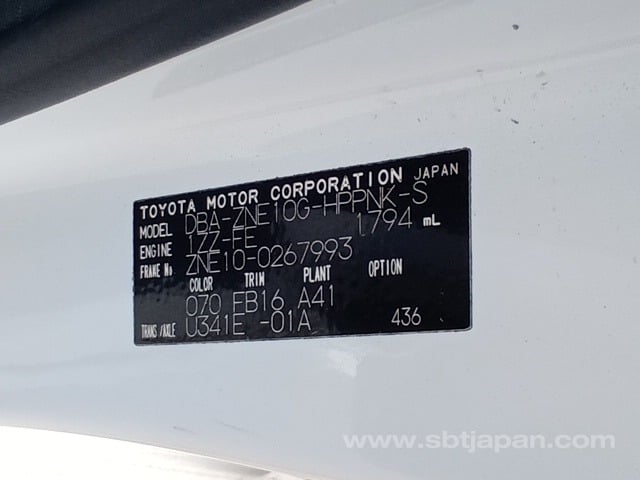 TOYOTA MOTOR CORPORATION JAPAN
MODEL DBA-ZNE10G-HPPNK-S
ENGINE 1ZZ-FE 1,794 mL
FRAME No ZNE10-0267993
COLOR TRIM PLANT OPTION
070 FB16 A41
TRANS/AXLE U341E -01A 436
www.sbtjapan.com